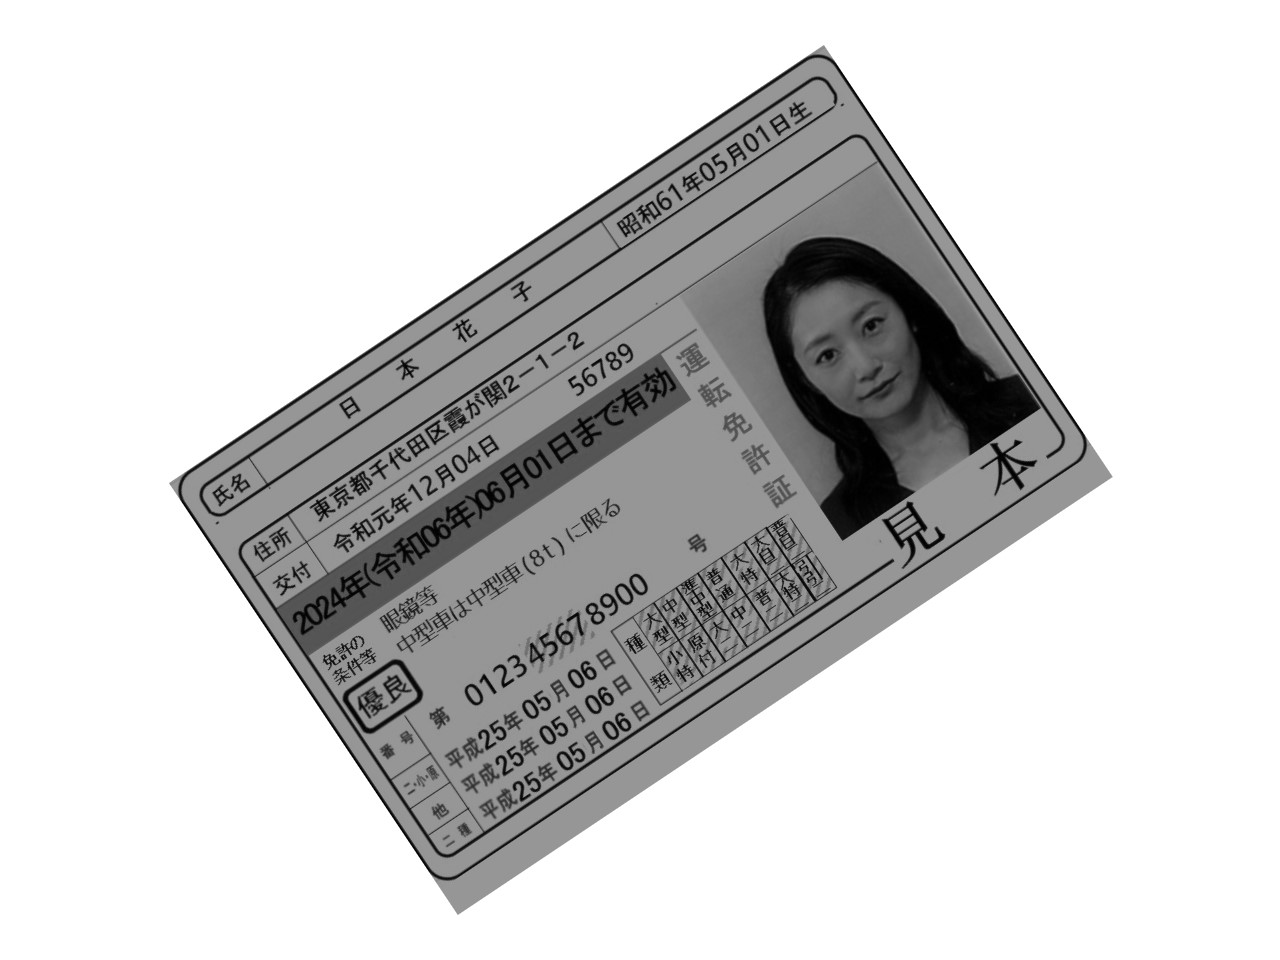 氏名 日本花子 昭和61年05月01日生
住所 東京都千代田区霞が関2-1-2
交付 令和元年12月04日 56789
2024年(令和06年)06月01日まで有効
免許の条件等 眼鏡等
中型車は中型車(8t)に限る
優良
運転免許証
見本
番号 第 012345678900 号
二・小・原 平成25年05月06日
他 平成25年05月06日
二種 平成25年05月06日
種類 大型 中型 準中型 普通 大特 大自二 普自二
小特 原付 大二 中二 普二 大特二 引引二